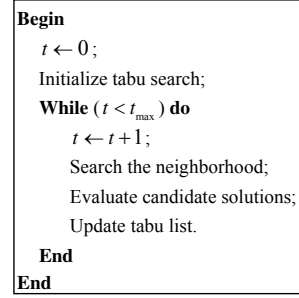 Begin
t ← 0 ;
Initialize tabu search;
While ( t < t_max ) do
t ← t + 1 ;
Search the neighborhood;
Evaluate candidate solutions;
Update tabu list.
End
End